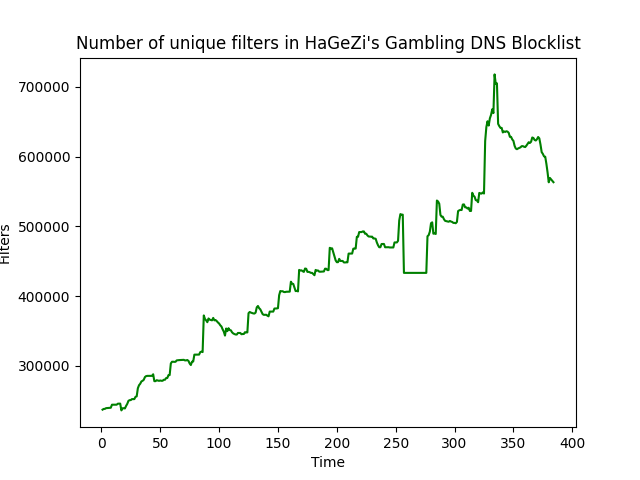 Number of unique filters in HaGeZi's Gambling DNS Blocklist
700000
600000
500000
400000
300000
Filters
0 50 100 150 200 250 300 350 400
Time